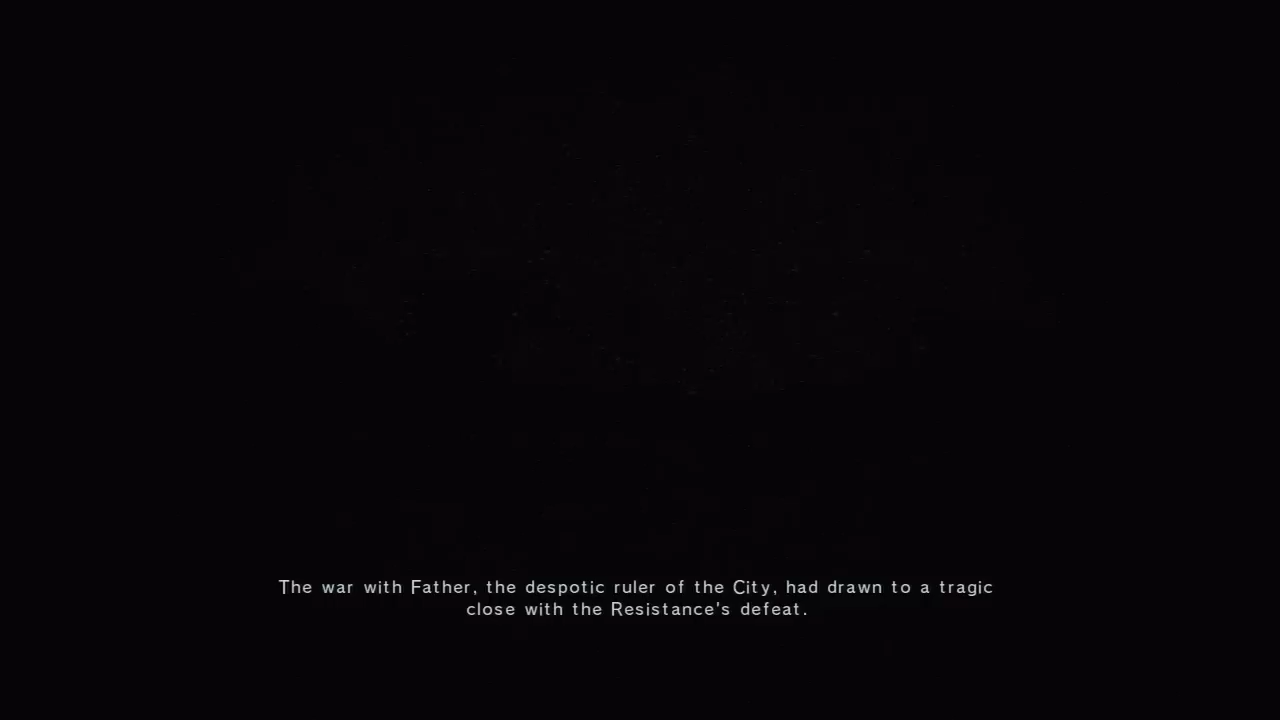 The war with Father, the despotic ruler of the City, had drawn to a tragic
close with the Resistance's defeat.